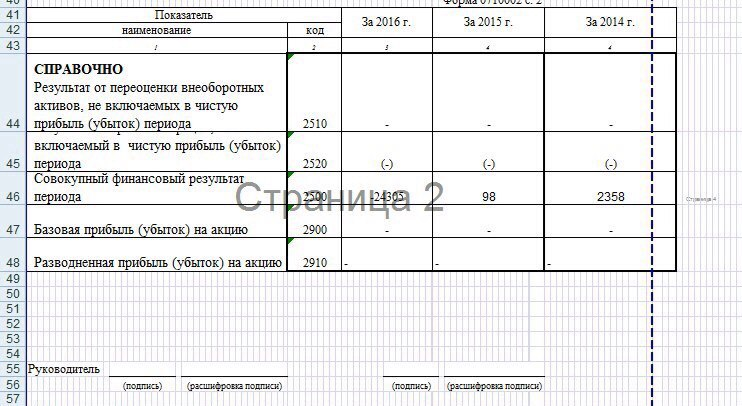 40 Форма 0710002 с. 2
41 Показатель За 2016 г. За 2015 г. За 2014 г.
42 наименование код
43 1 2 3 4 4
СПРАВОЧНО
Результат от переоценки внеоборотных
активов, не включаемых в чистую
44 прибыль (убыток) периода 2510 - - -
включаемый в чистую прибыль (убыток)
45 периода 2520 (-) (-) (-)
Совокупный финансовый результат
46 периода 2500 -24305 98 2358
Страница 2
Страница 4
47 Базовая прибыль (убыток) на акцию 2900 - - -
48 Разводненная прибыль (убыток) на акцию 2910 - - -
49
50
51
52
53
54
55 Руководитель
56 (подпись) (расшифровка подписи) (подпись) (расшифровка подписи)
57